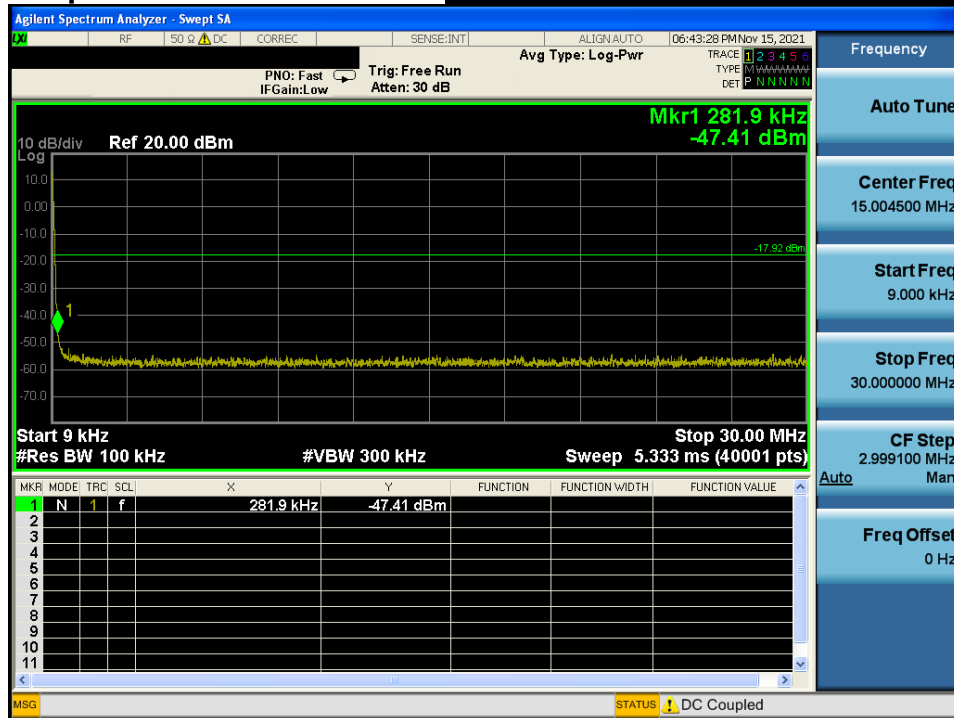 Agilent Spectrum Analyzer - Swept SA
LXI RF 50 Ω DC CORREC SENSE:INT ALIGN AUTO 06:43:28 PM Nov 15, 2021
Avg Type: Log-Pwr
TRACE 1 2 3 4 5 6
PNO: Fast Trig: Free Run
TYPE M
IFGain:Low Atten: 30 dB
DET P N N N N N
Frequency
Auto Tune
Mkr1 281.9 kHz
10 dB/div Ref 20.00 dBm -47.41 dBm
Log
10.0
0.00
-10.0
-17.92 dBm
-20.0
-30.0
-40.0
1
-50.0
-60.0
-70.0
Start 9 kHz Stop 30.00 MHz
#Res BW 100 kHz #VBW 300 kHz Sweep 5.333 ms (40001 pts)
MKR MODE TRC SCL X Y FUNCTION FUNCTION WIDTH FUNCTION VALUE
1 N 1 f 281.9 kHz -47.41 dBm
2
3
4
5
6
7
8
9
10
11
Center Freq
15.004500 MHz
Start Freq
9.000 kHz
Stop Freq
30.000000 MHz
CF Step
2.999100 MHz
Auto Man
Freq Offset
0 Hz
MSG STATUS DC Coupled